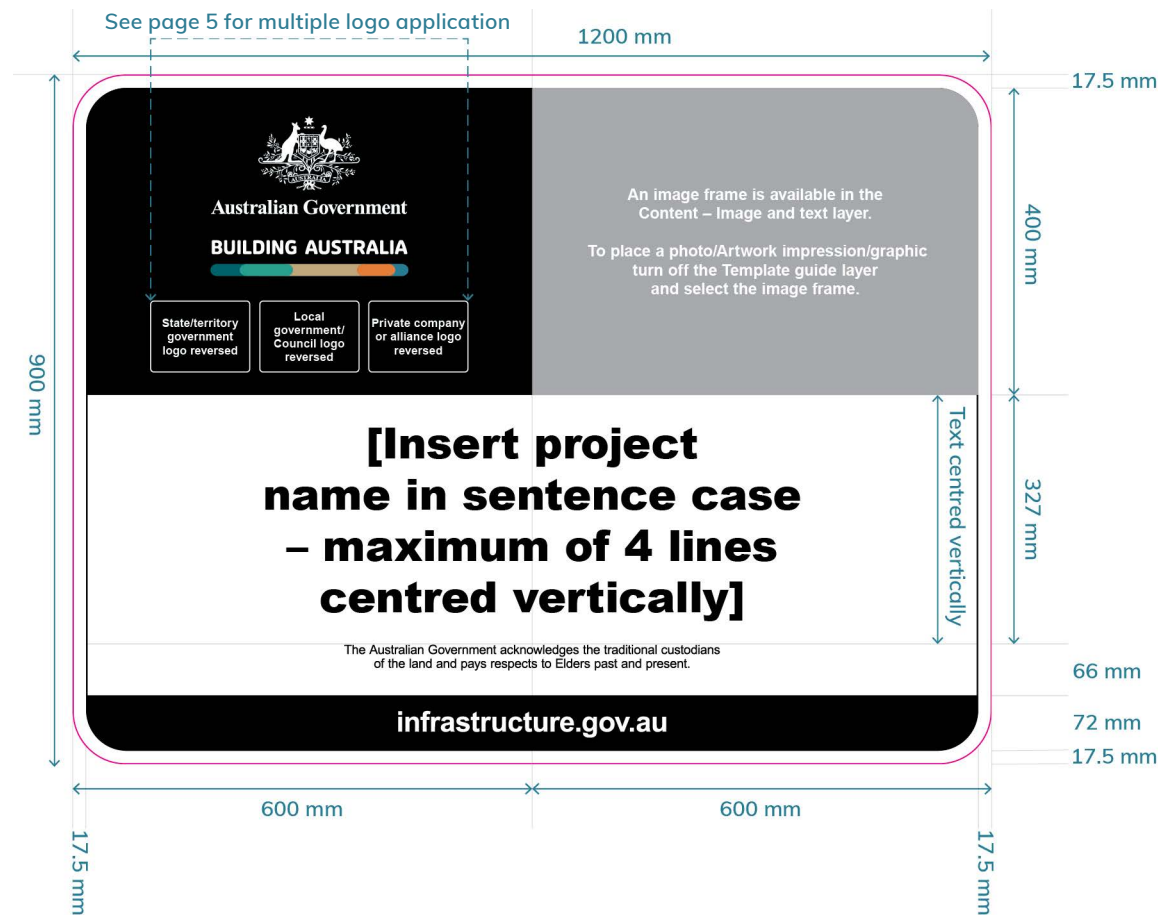 See page 5 for multiple logo application
1200 mm
17.5 mm
AUSTRALIA
Australian Government
BUILDING AUSTRALIA
State/territory
government
logo reversed
Local
government/
Council logo
reversed
Private company
or alliance logo
reversed
An image frame is available in the
Content – Image and text layer.
To place a photo/Artwork impression/graphic
turn off the Template guide layer
and select the image frame.
400 mm
900 mm
[Insert project
name in sentence case
– maximum of 4 lines
centred vertically]
Text centred vertically
327 mm
The Australian Government acknowledges the traditional custodians
of the land and pays respects to Elders past and present.
66 mm
infrastructure.gov.au
72 mm
17.5 mm
600 mm
600 mm
17.5 mm
17.5 mm